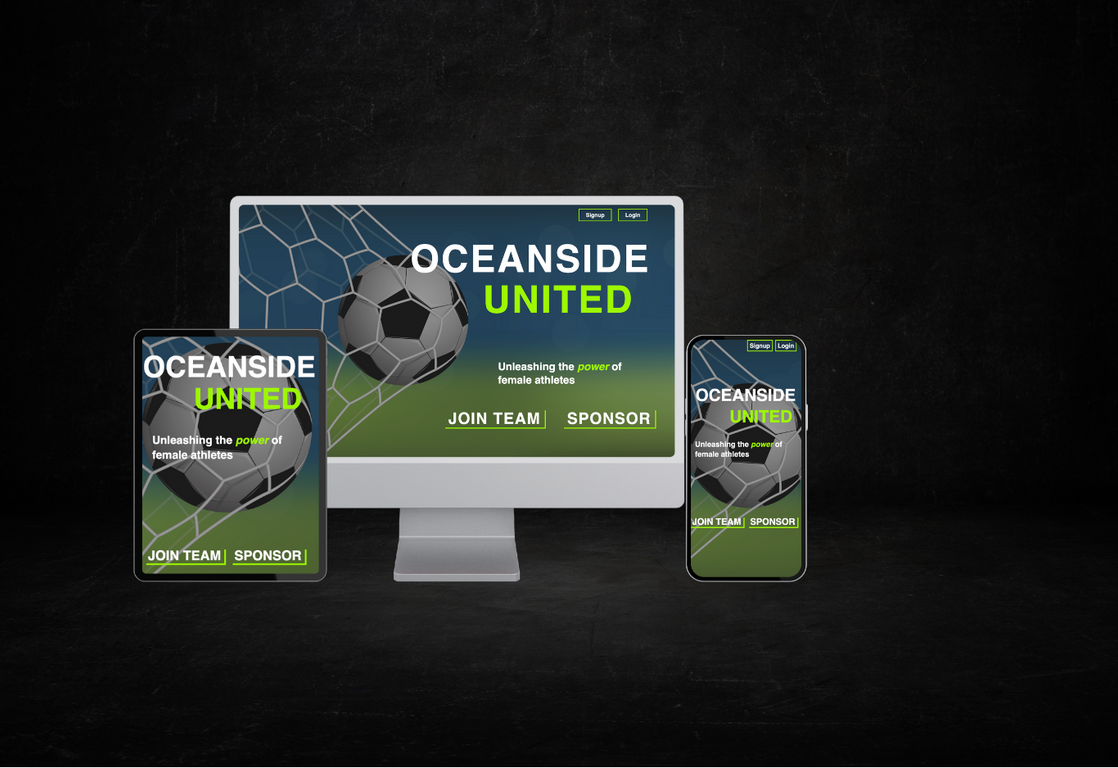 Signup Login
OCEANSIDE
UNITED
Unleashing the power of
female athletes
JOIN TEAM SPONSOR
OCEANSIDE
UNITED
Unleashing the power of
female athletes
JOIN TEAM SPONSOR
Signup Login
OCEANSIDE
UNITED
Unleashing the power of
female athletes
JOIN TEAM SPONSOR